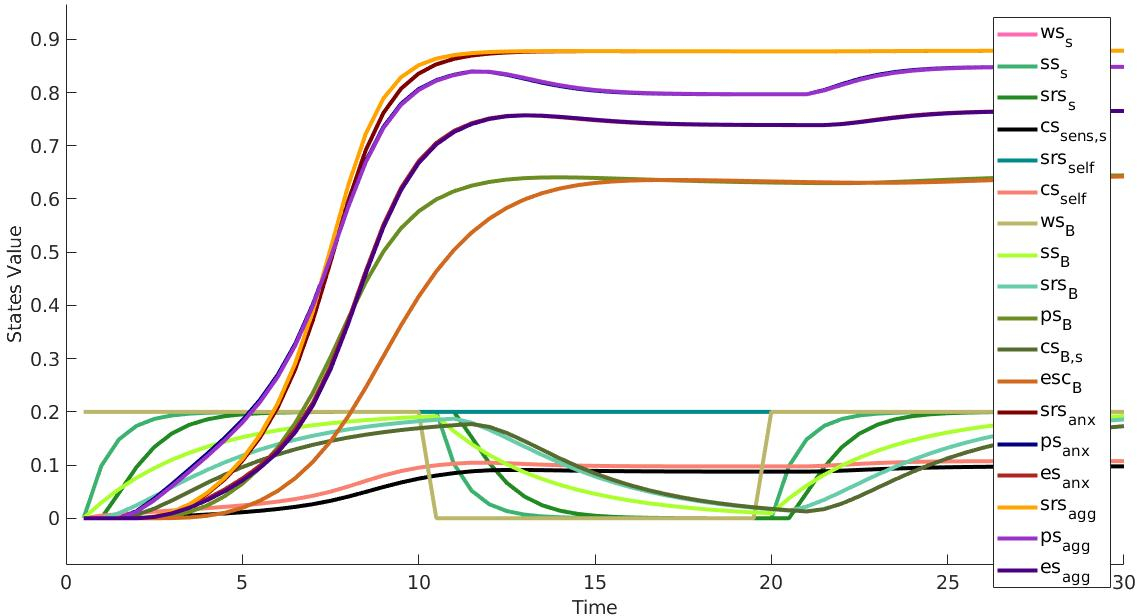 0.9
0.8
0.7
0.6
0.5
0.4
0.3
0.2
0.1
0
States Value
0
5
10
15
20
25
30
Time
ws_s
ss_s
srs_s
cs_sens,s
srs_self
cs_self
ws_B
ss_B
srs_B
ps_B
cs_B,s
esc_B
srs_anx
ps_anx
es_anx
srs_agg
ps_agg
es_agg